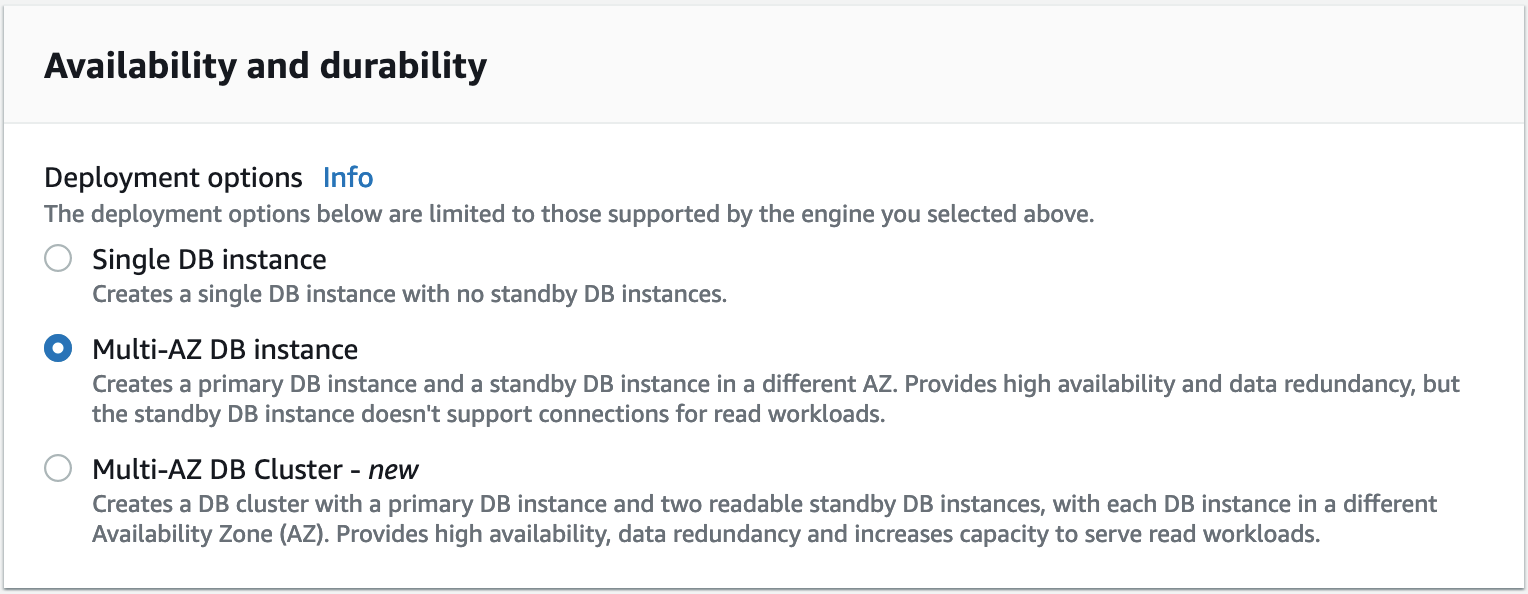 Availability and durability
Deployment options Info
The deployment options below are limited to those supported by the engine you selected above.
Single DB instance
Creates a single DB instance with no standby DB instances.
Multi-AZ DB instance
Creates a primary DB instance and a standby DB instance in a different AZ. Provides high availability and data redundancy, but
the standby DB instance doesn't support connections for read workloads.
Multi-AZ DB Cluster - new
Creates a DB cluster with a primary DB instance and two readable standby DB instances, with each DB instance in a different
Availability Zone (AZ). Provides high availability, data redundancy and increases capacity to serve read workloads.